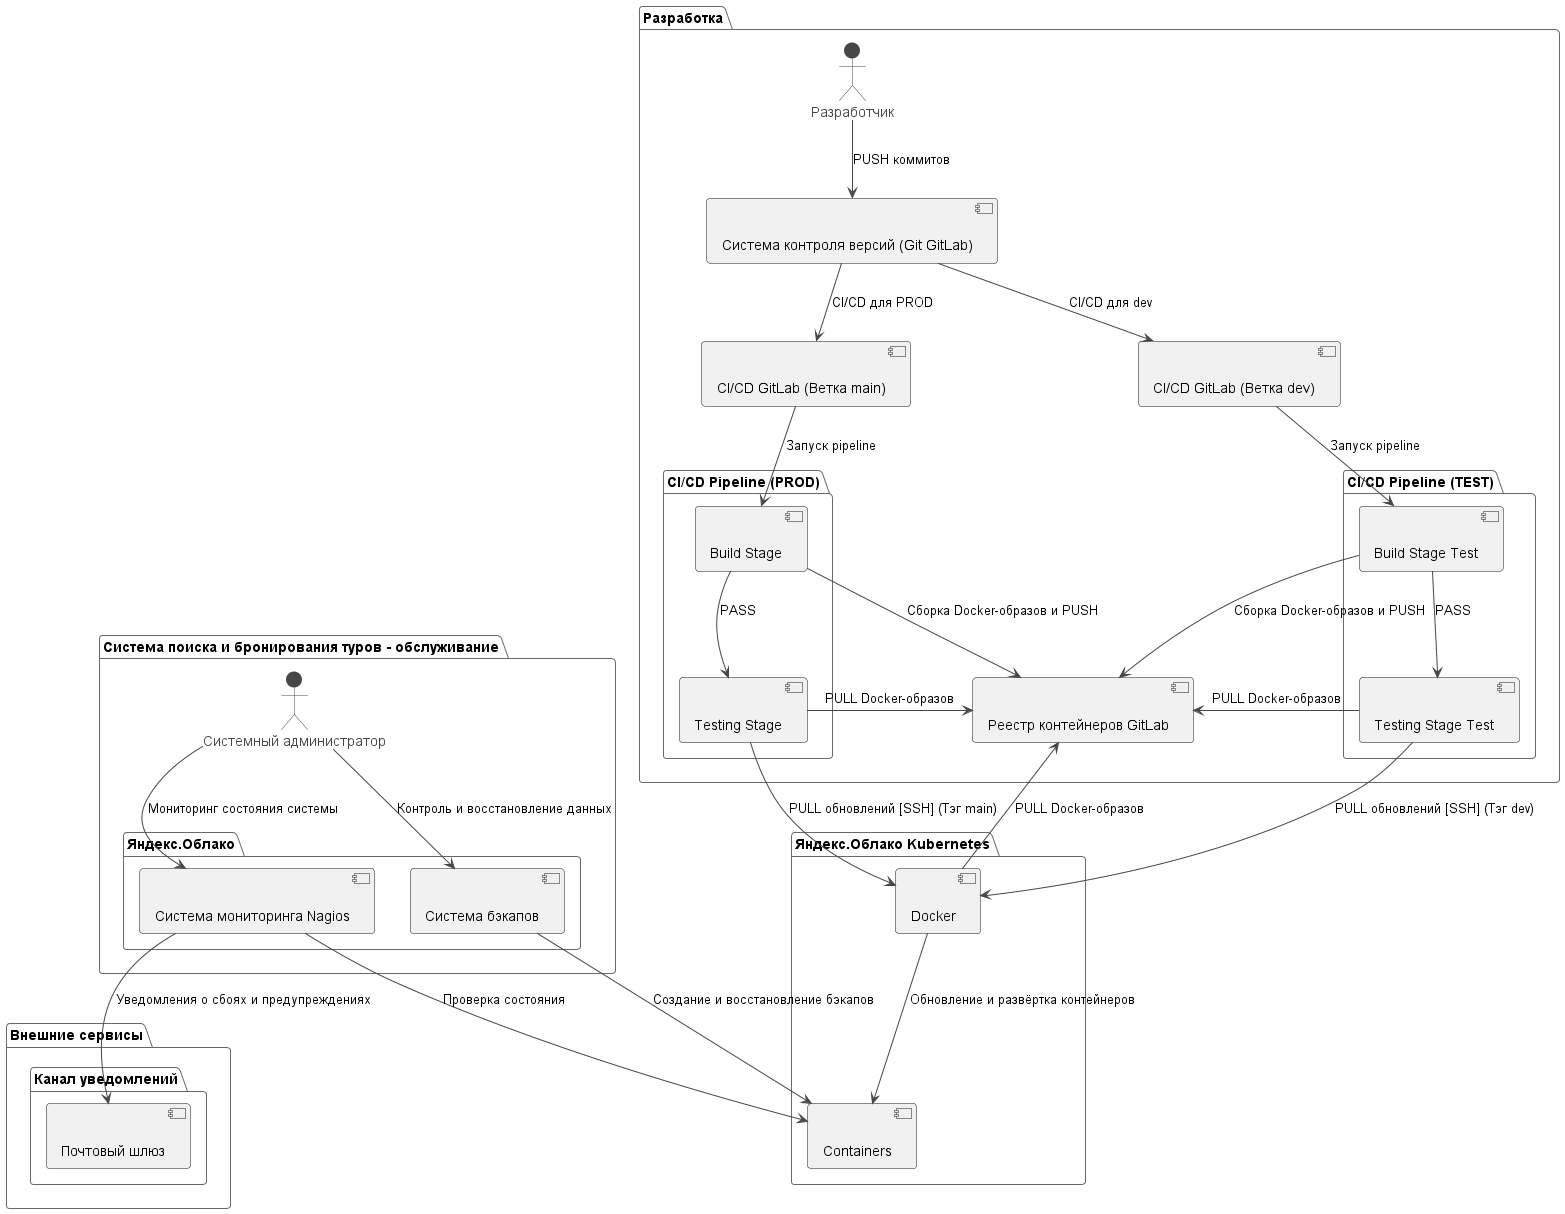 Разработка
Разработчик
PUSH коммитов
Система контроля версий (Git GitLab)
CI/CD для PROD
CI/CD для dev
CI/CD GitLab (Ветка main)
CI/CD GitLab (Ветка dev)
Запуск pipeline
Запуск pipeline
CI/CD Pipeline (PROD)
CI/CD Pipeline (TEST)
Build Stage
Build Stage Test
PASS
Сборка Docker-образов и PUSH
Сборка Docker-образов и PUSH
PASS
Система поиска и бронирования туров - обслуживание
Системный администратор
Testing Stage
PULL Docker-образов
Реестр контейнеров GitLab
PULL Docker-образов
Testing Stage Test
Мониторинг состояния системы
Контроль и восстановление данных
PULL обновлений [SSH] (Тэг main)
PULL Docker-образов
PULL обновлений [SSH] (Тэг dev)
Яндекс.Облако
Яндекс.Облако Kubernetes
Система мониторинга Nagios
Система бэкапов
Docker
Уведомления о сбоях и предупреждениях
Проверка состояния
Создание и восстановление бэкапов
Обновление и развёртка контейнеров
Внешние сервисы
Канал уведомлений
Почтовый шлюз
Containers